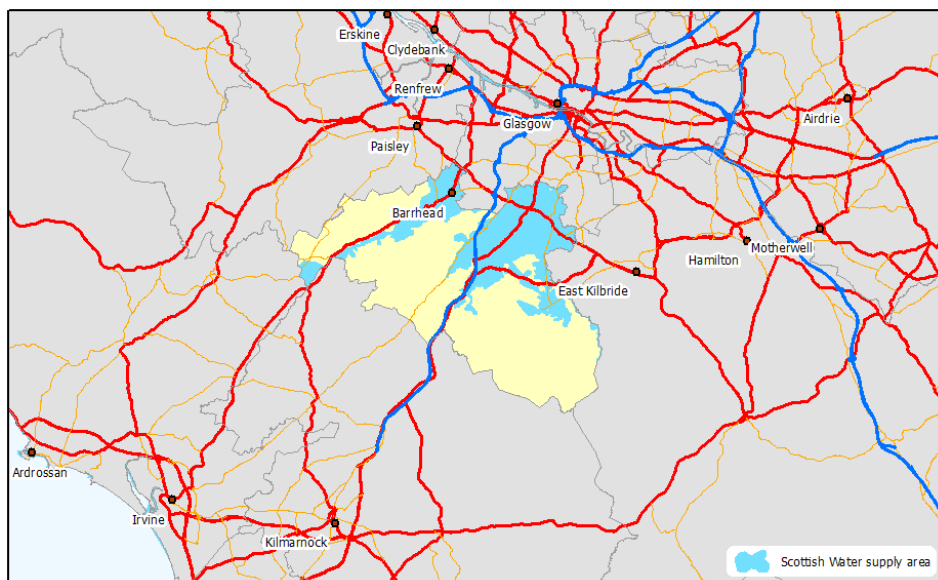 Erskine
Clydebank
Renfrew
Glasgow
Airdrie
Paisley
Barrhead
Hamilton
Motherwell
East Kilbride
Ardrossan
Irvine
Kilmarnock
Scottish Water supply area